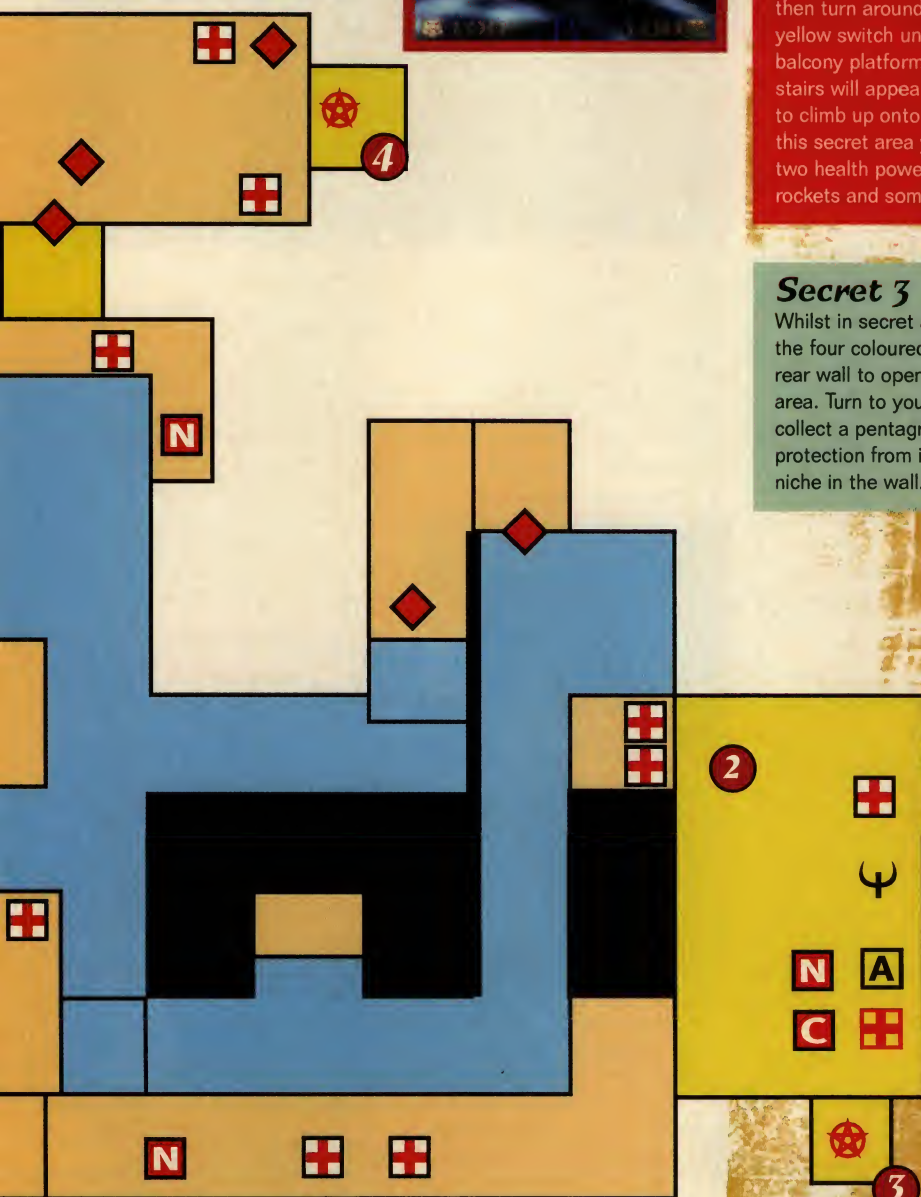 then turn around
yellow switch un
balcony platform
stairs will appea
to climb up onto
this secret area
two health powe
rockets and som
4
Secret 3
Whilst in secret
the four coloured
rear wall to open
area. Turn to you
collect a pentagr
protection from i
niche in the wall.
N
2
N A
C
N
3